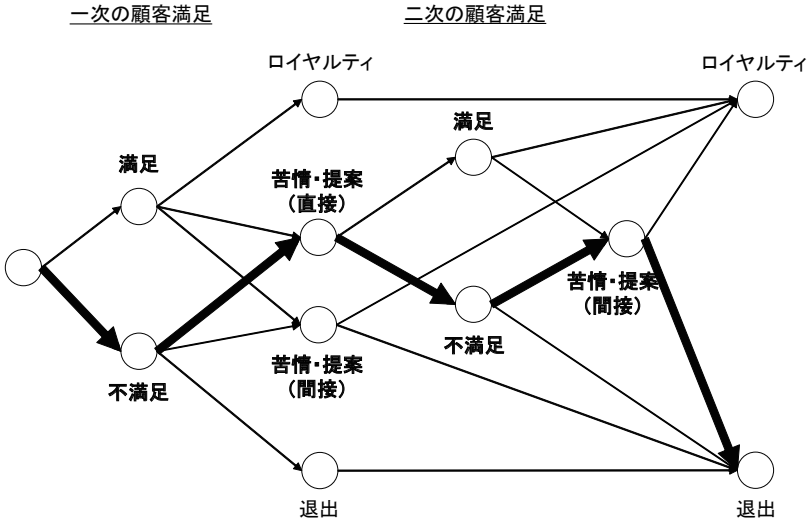 一次の顧客満足
二次の顧客満足
ロイヤルティ
ロイヤルティ
満足
満足
苦情・提案
（直接）
苦情・提案
（間接）
不満足
苦情・提案
（間接）
不満足
退出
退出